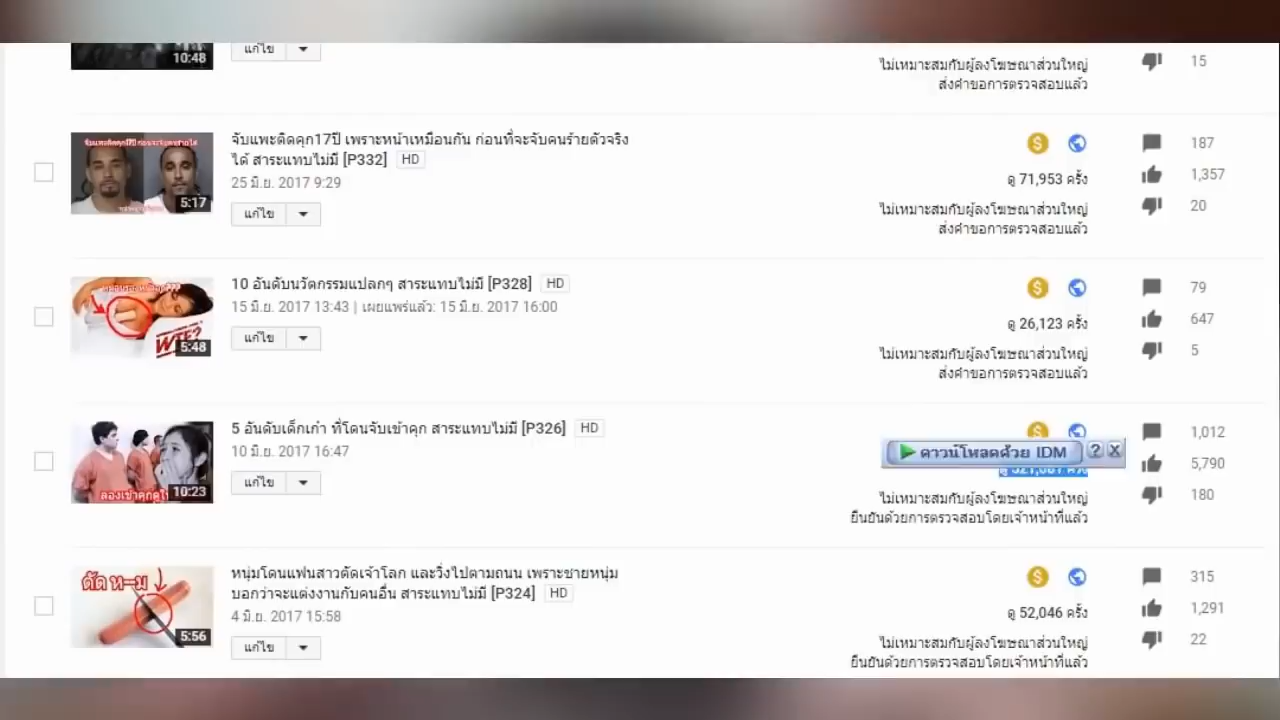 10:48
แก้ไข
ไม่เหมาะสมกับผู้ลงโฆษณาส่วนใหญ่
ส่งคำขอการตรวจสอบแล้ว
15
5:17
จับแพะติดคุก17ปี เพราะหน้าเหมือนกัน ก่อนที่จะจับคนร้ายตัวจริง
ได้ สาระแทบไม่มี [P332] HD
25 มิ.ย. 2017 9:29
แก้ไข
ดู 71,953 ครั้ง
ไม่เหมาะสมกับผู้ลงโฆษณาส่วนใหญ่
ส่งคำขอการตรวจสอบแล้ว
187
1,357
20
WTF?
5:48
10 อันดับนวัตกรรมแปลกๆ สาระแทบไม่มี [P328] HD
15 มิ.ย. 2017 13:43 | เผยแพร่แล้ว: 15 มิ.ย. 2017 16:00
แก้ไข
ดู 26,123 ครั้ง
ไม่เหมาะสมกับผู้ลงโฆษณาส่วนใหญ่
ส่งคำขอการตรวจสอบแล้ว
79
647
5
ลองเข้าคุกดู
10:23
5 อันดับเด็กเก๋า ที่โดนจับเข้าคุก สาระแทบไม่มี [P326] HD
10 มิ.ย. 2017 16:47
แก้ไข
ดาวน์โหลดด้วย IDM ? X
ไม่เหมาะสมกับผู้ลงโฆษณาส่วนใหญ่
ยืนยันด้วยการตรวจสอบโดยเจ้าหน้าที่แล้ว
1,012
5,790
180
ตัด ห-ม
5:56
หนุ่มโดนแฟนสาวตัดเจ้าโลก และวิ่งไปตามถนน เพราะชายหนุ่ม
บอกว่าจะแต่งงานกับคนอื่น สาระแทบไม่มี [P324] HD
4 มิ.ย. 2017 15:58
แก้ไข
ดู 52,046 ครั้ง
ไม่เหมาะสมกับผู้ลงโฆษณาส่วนใหญ่
ยืนยันด้วยการตรวจสอบโดยเจ้าหน้าที่แล้ว
315
1,291
22